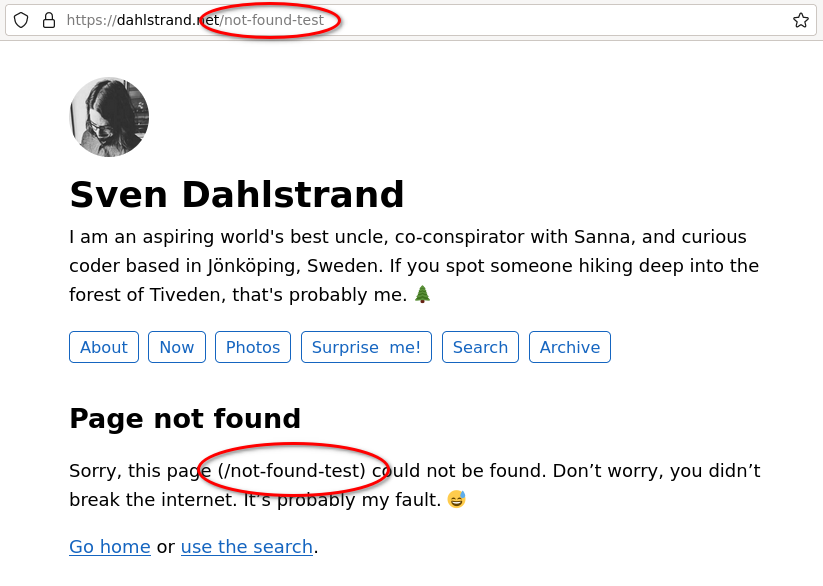 https://dahlstrand.net/not-found-test
Sven Dahlstrand
I am an aspiring world's best uncle, co-conspirator with Sanna, and curious
coder based in Jönköping, Sweden. If you spot someone hiking deep into the
forest of Tiveden, that's probably me. 🌲
About Now Photos Surprise me! Search Archive
Page not found
Sorry, this page (/not-found-test) could not be found. Don’t worry, you didn’t
break the internet. It’s probably my fault. 😅
Go home or use the search.